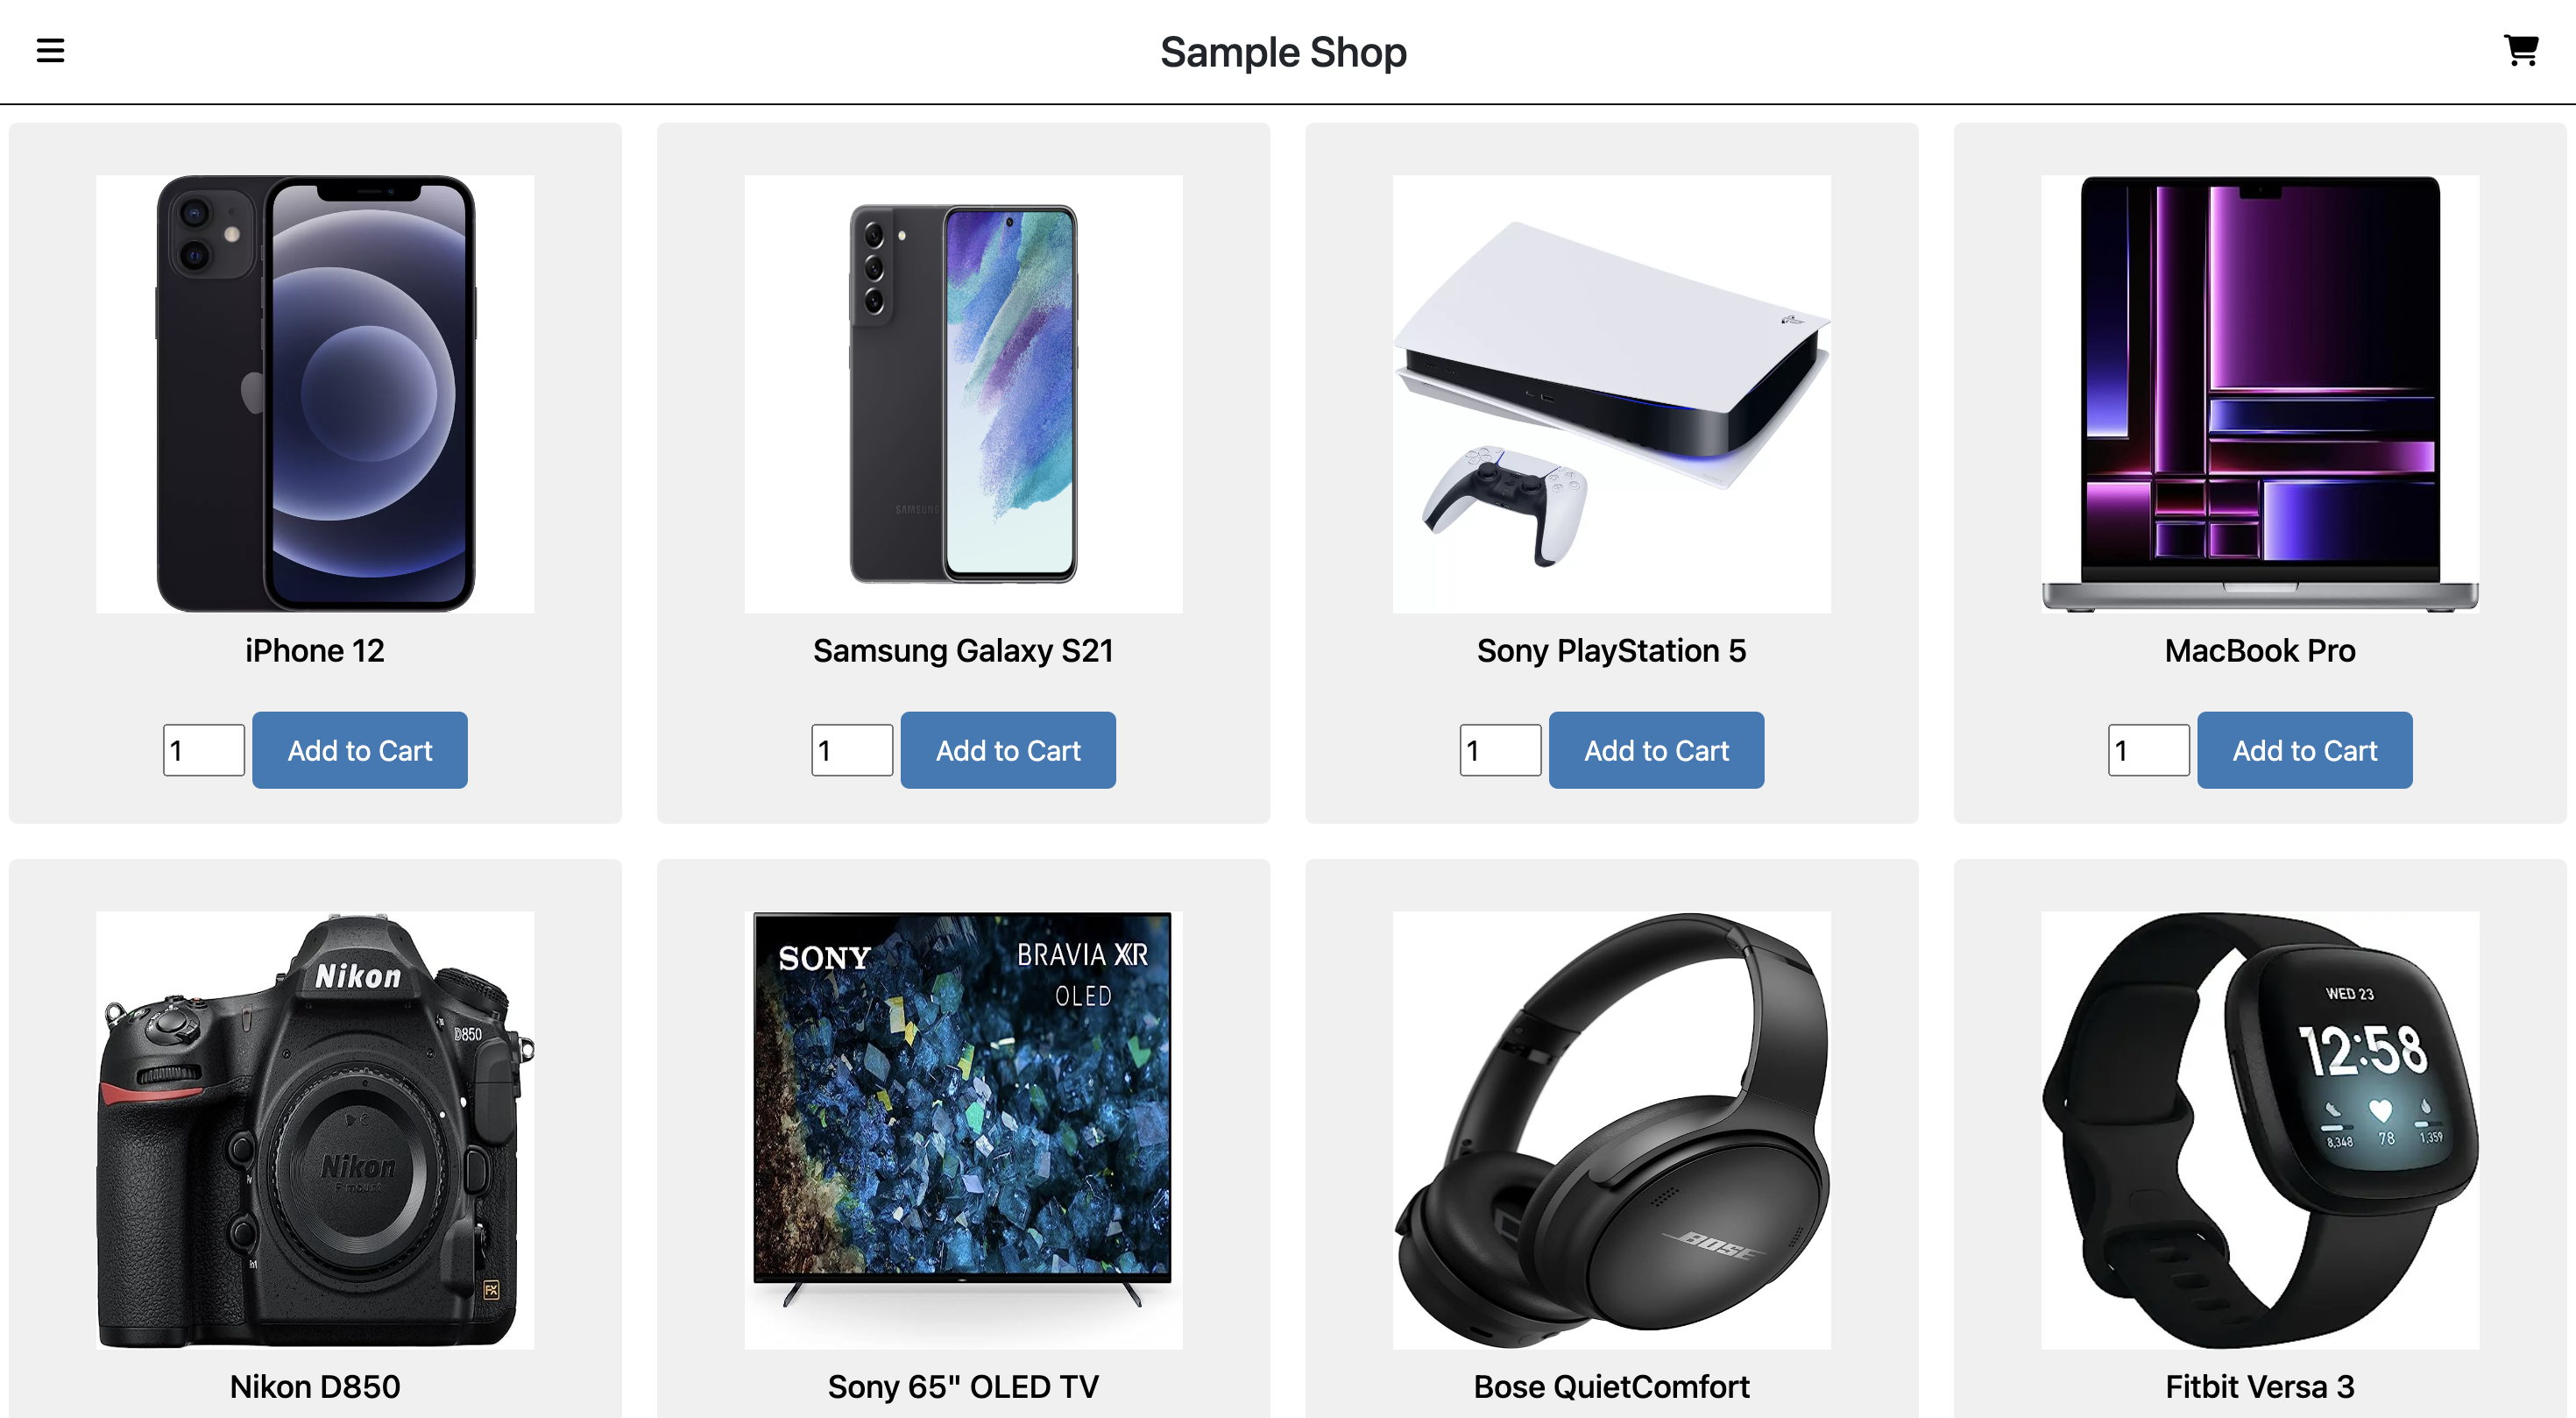 Sample Shop
SAMSUNG
iPhone 12
Samsung Galaxy S21
Sony PlayStation 5
MacBook Pro
1 Add to Cart
1 Add to Cart
1 Add to Cart
1 Add to Cart
Nikon
D850
Nikon
FX
SONY
BRAVIA XR
OLED
BOSE
WED 23
12:58
8,348 78 1,359
Nikon D850
Sony 65" OLED TV
Bose QuietComfort
Fitbit Versa 3